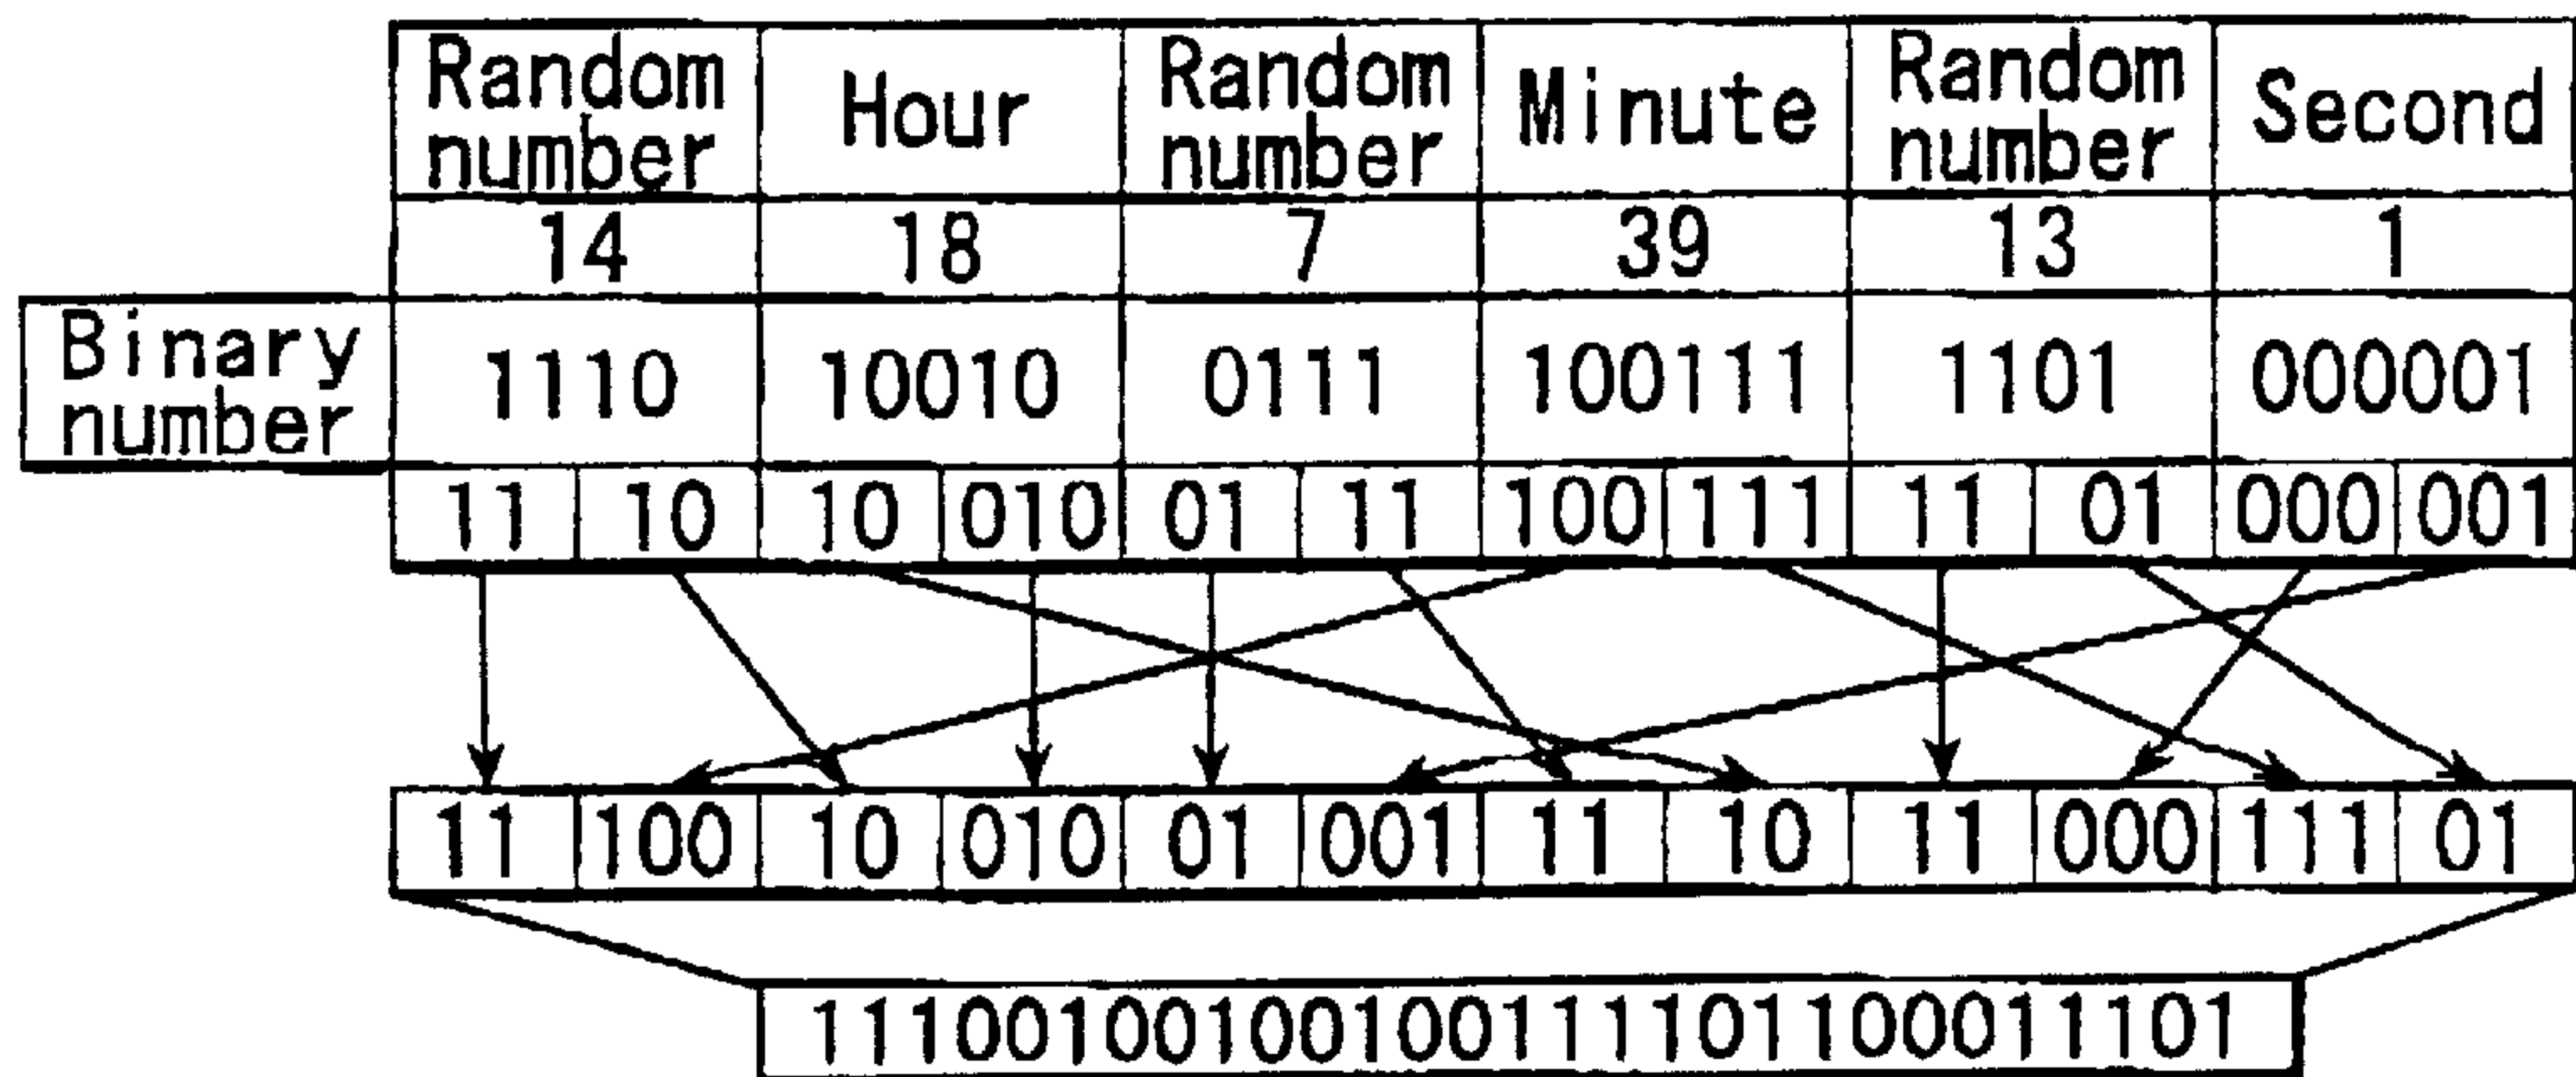 Random number Hour Random number Minute Random number Second
14 18 7 39 13 1
Binary number 1110 10010 0111 100111 1101 000001
11 10 10 010 01 11 100 111 11 01 000 001
11 100 10 010 01 001 11 10 11 000 111 01
11100100100100111101100011101